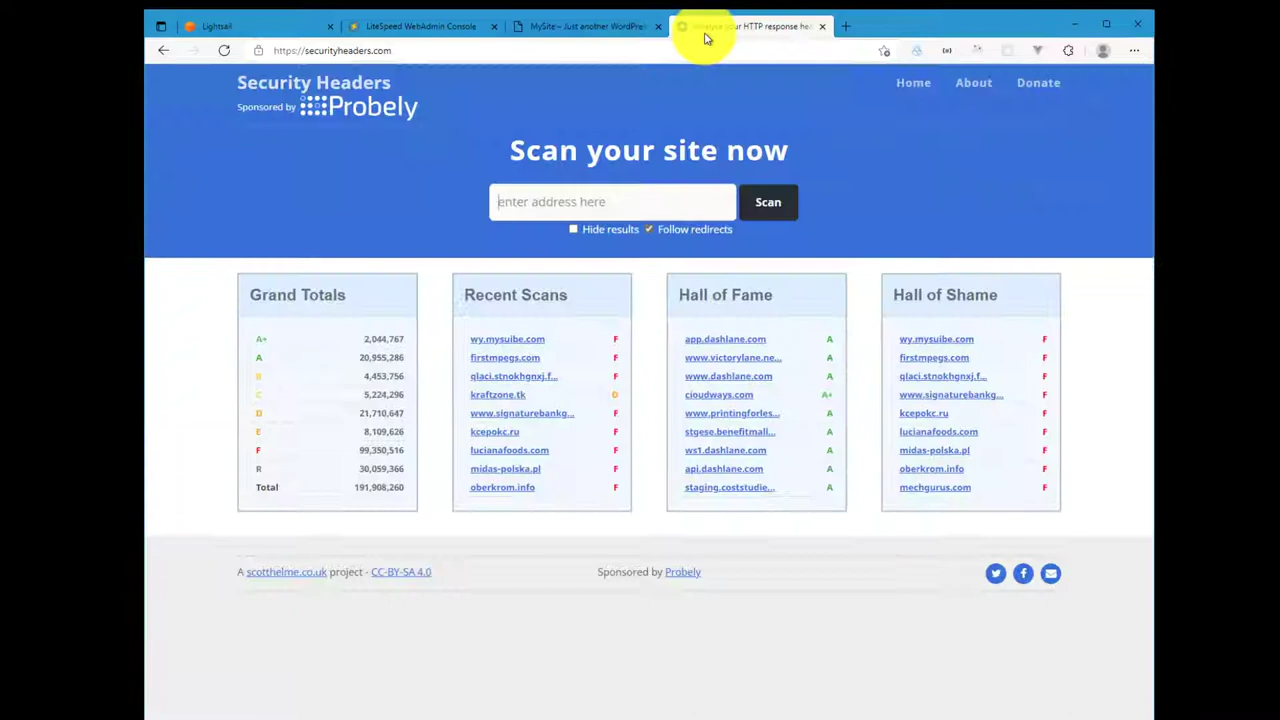 Lightsail
LiteSpeed WebAdmin Console
MySite – Just another WordPre
Analyse your HTTP response hea
https://securityheaders.com
Security Headers
Sponsored by Probely
Home About Donate
Scan your site now
enter address here
Scan
Hide results Follow redirects
Grand Totals
A+ 2,044,767
A 20,955,286
B 4,453,756
C 5,224,296
D 21,710,647
E 8,109,626
F 99,350,516
R 30,059,366
Total 191,908,260
Recent Scans
wy.mysuibe.com F
firstmpegs.com F
qlaci.stnokhgnxj.f... F
kraftzone.tk D
www.signaturebankg... F
kcepokc.ru F
lucianafoods.com F
midas-polska.pl F
oberkrom.info F
Hall of Fame
app.dashlane.com A
www.victorylane.ne... A
www.dashlane.com A
cioudways.com A+
www.printingforles... A
stgese.benefitmall... A
ws1.dashlane.com A
api.dashlane.com A
staging.coststudie... A
Hall of Shame
wy.mysuibe.com F
firstmpegs.com F
qlaci.stnokhgnxj.f... F
www.signaturebankg... F
kcepokc.ru F
lucianafoods.com F
midas-polska.pl F
oberkrom.info F
mechgurus.com F
A scotthelme.co.uk project - CC-BY-SA 4.0
Sponsored by Probely